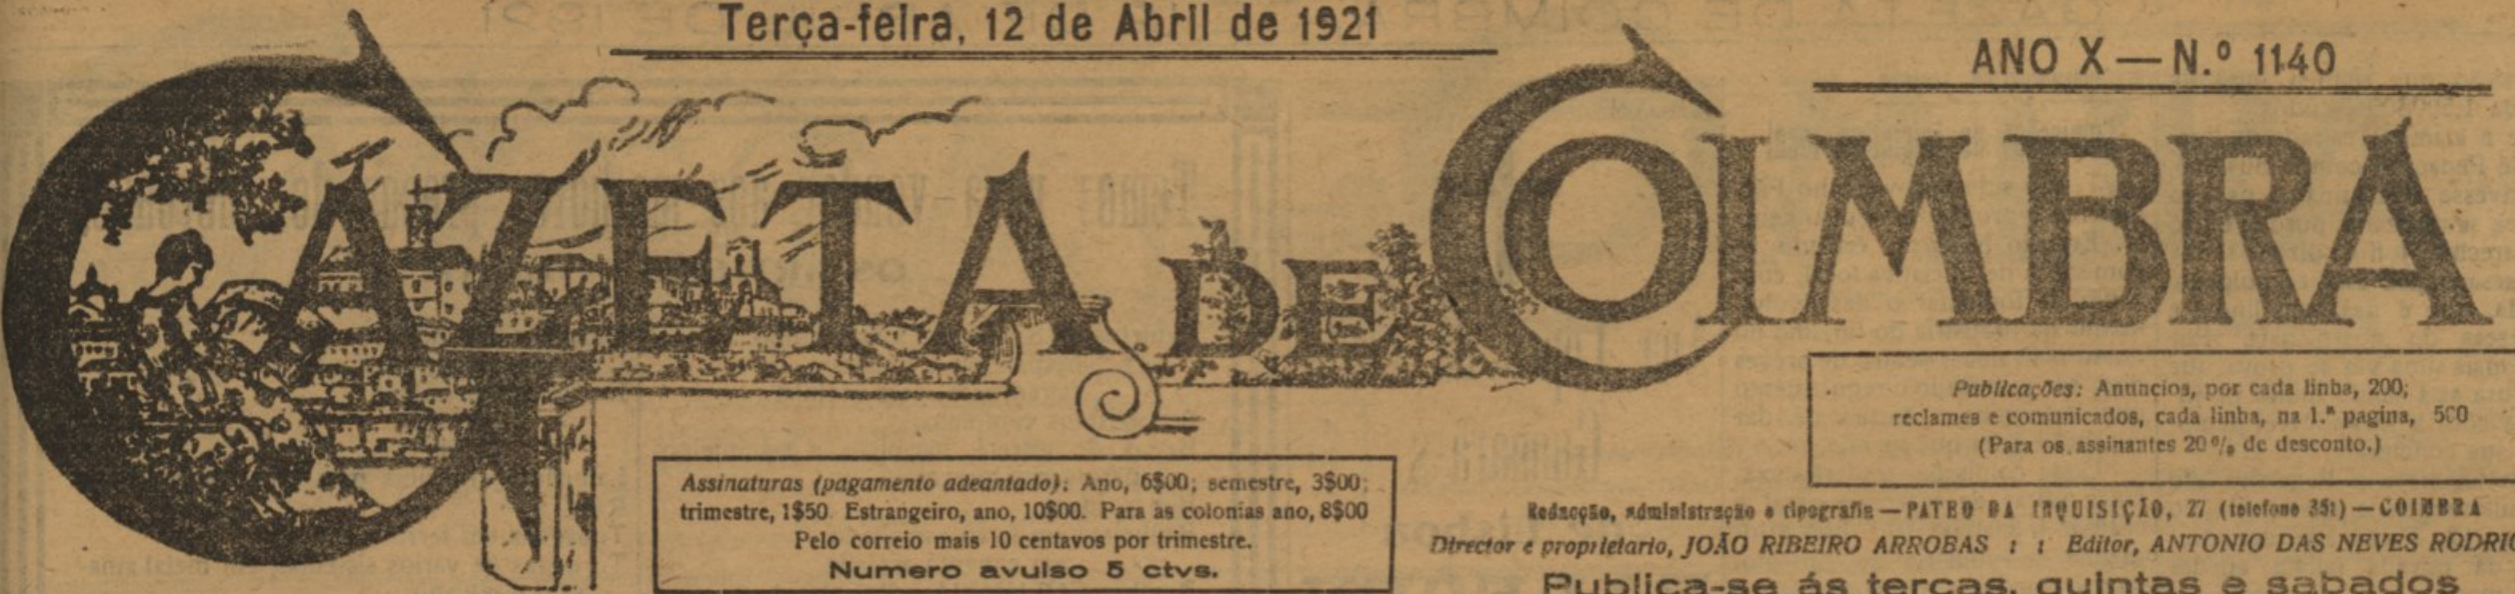 Terça-feira, 12 de Abril de 1921
ANO X — N.º 1140
GAZETA DE COIMBRA
Publicações: Anuncios, por cada linha, 200;
reclames e comunicados, cada linha, na 1.ª pagina, 500
(Para os assinantes 20% de desconto.)
Assinaturas (pagamento adeantado): Ano, 6$00; semestre, 3$00;
trimestre, 1$50 Estrangeiro, ano, 10$00. Para as colonias ano, 8$00
Pelo correio mais 10 centavos por trimestre.
Numero avulso 5 ctvs.
Redacção, administração e tipografia — PATEO DA INQUISIÇÃO, 27 (telefone 351) — COIMBRA
Director e proprietario, JOÃO RIBEIRO ARROBAS : : Editor, ANTONIO DAS NEVES RODRIG
Publica-se ás terças, quintas e sabados